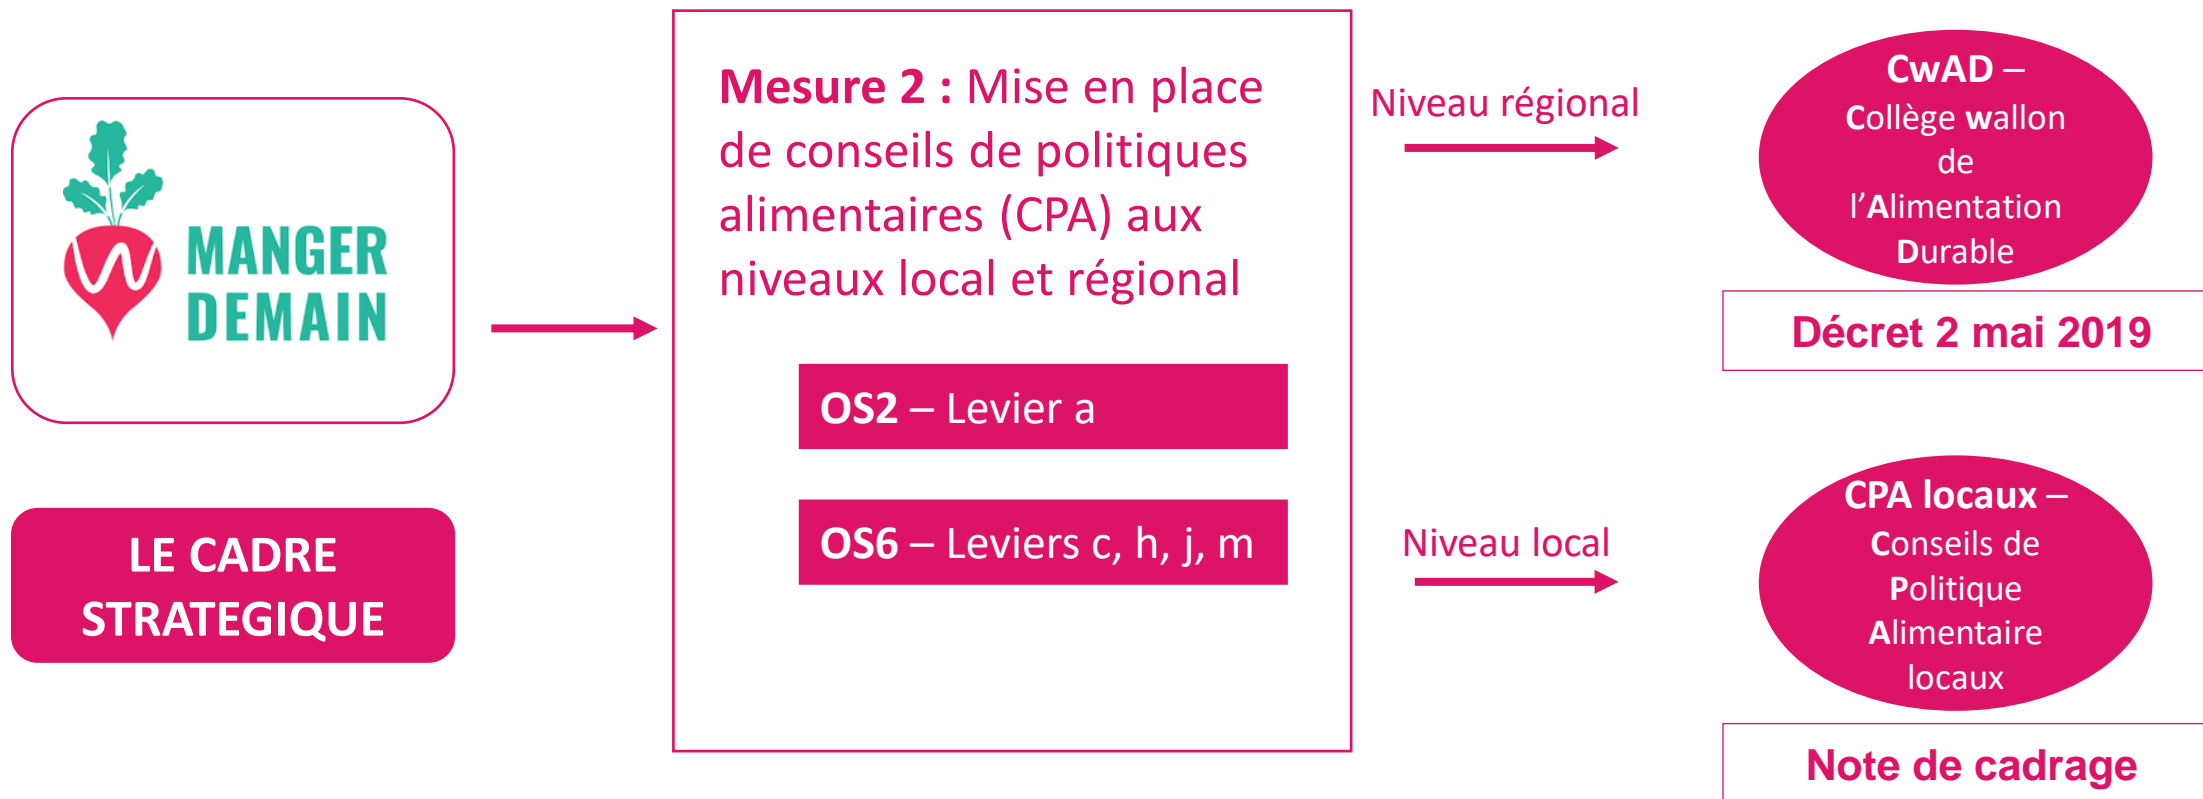 MANGER
DEMAIN
LE CADRE
STRATEGIQUE
Mesure 2 : Mise en place
de conseils de politiques
alimentaires (CPA) aux
niveaux local et régional
OS2 – Levier a
OS6 – Leviers c, h, j, m
Niveau régional
CwAD –
Collège wallon
de
l’Alimentation
Durable
Décret 2 mai 2019
Niveau local
CPA locaux –
Conseils de
Politique
Alimentaire
locaux
Note de cadrage